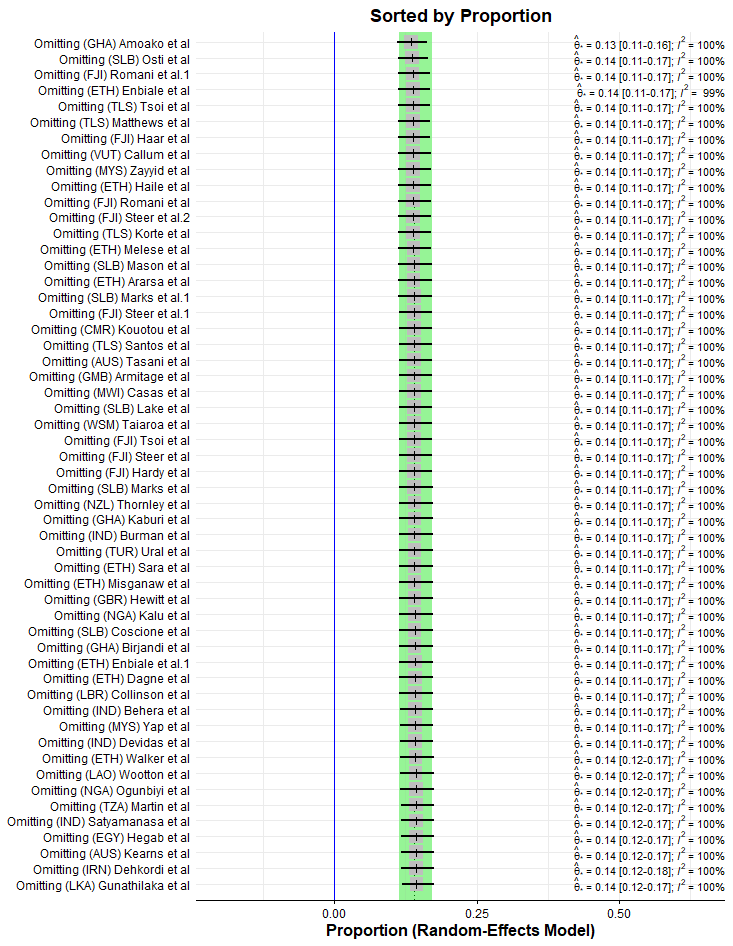 Sorted by Proportion
Omitting (GHA) Amoako et al θ̂* = 0.13 [0.11-0.16]; I² = 100%
Omitting (SLB) Osti et al θ̂* = 0.14 [0.11-0.17]; I² = 100%
Omitting (FJI) Romani et al.1 θ̂* = 0.14 [0.11-0.17]; I² = 100%
Omitting (ETH) Enbiale et al θ̂* = 0.14 [0.11-0.17]; I² = 99%
Omitting (TLS) Tsoi et al θ̂* = 0.14 [0.11-0.17]; I² = 100%
Omitting (TLS) Matthews et al θ̂* = 0.14 [0.11-0.17]; I² = 100%
Omitting (FJI) Haar et al θ̂* = 0.14 [0.11-0.17]; I² = 100%
Omitting (VUT) Callum et al θ̂* = 0.14 [0.11-0.17]; I² = 100%
Omitting (MYS) Zayyid et al θ̂* = 0.14 [0.11-0.17]; I² = 100%
Omitting (ETH) Haile et al θ̂* = 0.14 [0.11-0.17]; I² = 100%
Omitting (FJI) Romani et al θ̂* = 0.14 [0.11-0.17]; I² = 100%
Omitting (FJI) Steer et al.2 θ̂* = 0.14 [0.11-0.17]; I² = 100%
Omitting (TLS) Korte et al θ̂* = 0.14 [0.11-0.17]; I² = 100%
Omitting (ETH) Melese et al θ̂* = 0.14 [0.11-0.17]; I² = 100%
Omitting (SLB) Mason et al θ̂* = 0.14 [0.11-0.17]; I² = 100%
Omitting (ETH) Ararsa et al θ̂* = 0.14 [0.11-0.17]; I² = 100%
Omitting (SLB) Marks et al.1 θ̂* = 0.14 [0.11-0.17]; I² = 100%
Omitting (FJI) Steer et al.1 θ̂* = 0.14 [0.11-0.17]; I² = 100%
Omitting (CMR) Kouotou et al θ̂* = 0.14 [0.11-0.17]; I² = 100%
Omitting (TLS) Santos et al θ̂* = 0.14 [0.11-0.17]; I² = 100%
Omitting (AUS) Tasani et al θ̂* = 0.14 [0.11-0.17]; I² = 100%
Omitting (GMB) Armitage et al θ̂* = 0.14 [0.11-0.17]; I² = 100%
Omitting (MWI) Casas et al θ̂* = 0.14 [0.11-0.17]; I² = 100%
Omitting (SLB) Lake et al θ̂* = 0.14 [0.11-0.17]; I² = 100%
Omitting (WSM) Taiaroa et al θ̂* = 0.14 [0.11-0.17]; I² = 100%
Omitting (FJI) Tsoi et al θ̂* = 0.14 [0.11-0.17]; I² = 100%
Omitting (FJI) Steer et al θ̂* = 0.14 [0.11-0.17]; I² = 100%
Omitting (FJI) Hardy et al θ̂* = 0.14 [0.11-0.17]; I² = 100%
Omitting (SLB) Marks et al θ̂* = 0.14 [0.11-0.17]; I² = 100%
Omitting (NZL) Thornley et al θ̂* = 0.14 [0.11-0.17]; I² = 100%
Omitting (GHA) Kaburi et al θ̂* = 0.14 [0.11-0.17]; I² = 100%
Omitting (IND) Burman et al θ̂* = 0.14 [0.11-0.17]; I² = 100%
Omitting (TUR) Ural et al θ̂* = 0.14 [0.11-0.17]; I² = 100%
Omitting (ETH) Sara et al θ̂* = 0.14 [0.11-0.17]; I² = 100%
Omitting (ETH) Misganaw et al θ̂* = 0.14 [0.11-0.17]; I² = 100%
Omitting (GBR) Hewitt et al θ̂* = 0.14 [0.11-0.17]; I² = 100%
Omitting (NGA) Kalu et al θ̂* = 0.14 [0.11-0.17]; I² = 100%
Omitting (SLB) Coscione et al θ̂* = 0.14 [0.11-0.17]; I² = 100%
Omitting (GHA) Birjandi et al θ̂* = 0.14 [0.11-0.17]; I² = 100%
Omitting (ETH) Enbiale et al.1 θ̂* = 0.14 [0.11-0.17]; I² = 100%
Omitting (ETH) Dagne et al θ̂* = 0.14 [0.11-0.17]; I² = 100%
Omitting (LBR) Collinson et al θ̂* = 0.14 [0.11-0.17]; I² = 100%
Omitting (IND) Behera et al θ̂* = 0.14 [0.11-0.17]; I² = 100%
Omitting (MYS) Yap et al θ̂* = 0.14 [0.11-0.17]; I² = 100%
Omitting (IND) Devidas et al θ̂* = 0.14 [0.11-0.17]; I² = 100%
Omitting (ETH) Walker et al θ̂* = 0.14 [0.12-0.17]; I² = 100%
Omitting (LAO) Wootton et al θ̂* = 0.14 [0.12-0.17]; I² = 100%
Omitting (NGA) Ogunbiyi et al θ̂* = 0.14 [0.12-0.17]; I² = 100%
Omitting (TZA) Martin et al θ̂* = 0.14 [0.12-0.17]; I² = 100%
Omitting (IND) Satyamanasa et al θ̂* = 0.14 [0.12-0.17]; I² = 100%
Omitting (EGY) Hegab et al θ̂* = 0.14 [0.12-0.17]; I² = 100%
Omitting (AUS) Kearns et al θ̂* = 0.14 [0.12-0.17]; I² = 100%
Omitting (IRN) Dehkordi et al θ̂* = 0.14 [0.12-0.18]; I² = 100%
Omitting (LKA) Gunathilaka et al θ̂* = 0.14 [0.12-0.17]; I² = 100%
0.00 0.25 0.50
Proportion (Random-Effects Model)